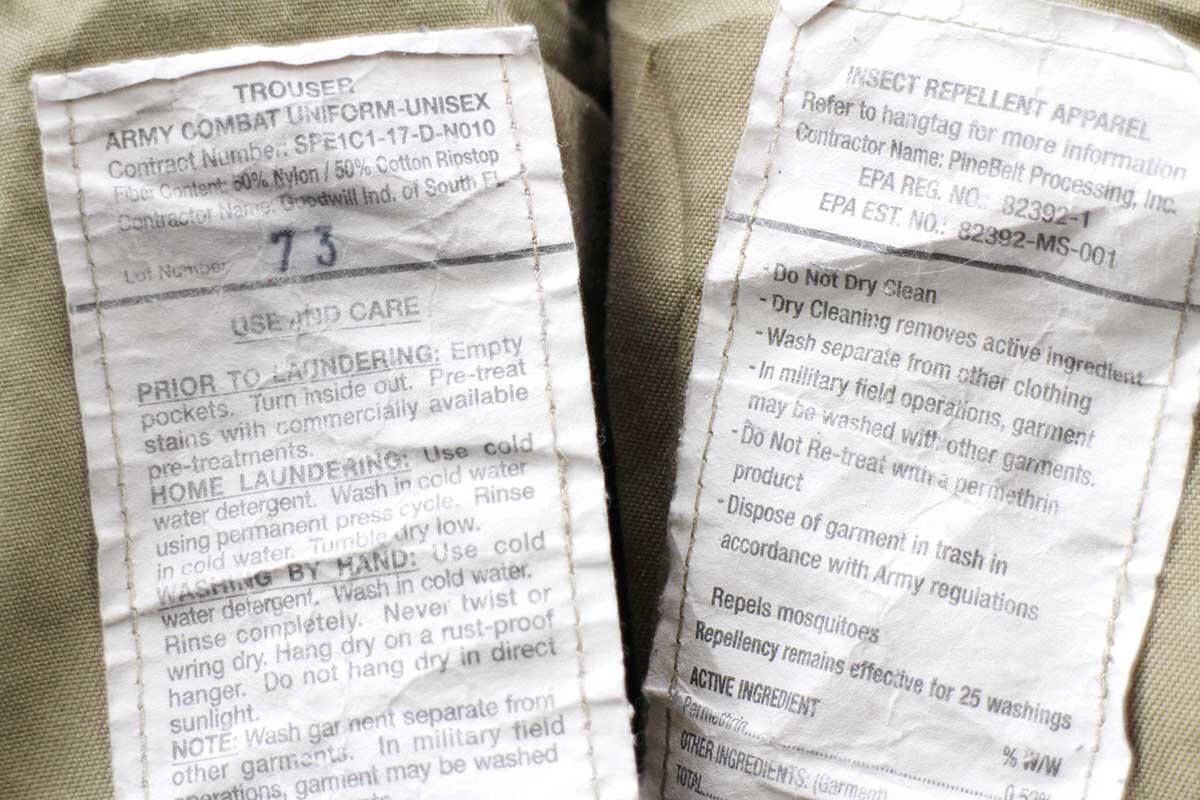 TROUSER
ARMY COMBAT UNIFORM-UNISEX
Contract Number: SPE1C1-17-D-N010
Fiber Content: 50% Nylon / 50% Cotton Ripstop
Contractor Name: Goodwill Ind. of South FL
Lot Number 73
USE AND CARE
PRIOR TO LAUNDERING: Empty
pockets. Turn inside out. Pre-treat
stains with commercially available
pre-treatments.
HOME LAUNDERING: Use cold
water detergent. Wash in cold water
using permanent press cycle. Rinse
in cold water. Tumble dry low.
WASHING BY HAND: Use cold
water detergent. Wash in cold water.
Rinse completely. Never twist or
wring dry. Hang dry on a rust-proof
hanger. Do not hang dry in direct
sunlight.
NOTE: Wash garment separate from
other garments. In military field
operations, garment may be washed
INSECT REPELLENT APPAREL
Refer to hangtag for more information
Contractor Name: PineBelt Processing, Inc.
EPA REG. NO.: 82392-1
EPA EST. NO.: 82392-MS-001
- Do Not Dry Clean
- Dry Cleaning removes active ingredient
- Wash separate from other clothing
- In military field operations, garment
may be washed with other garments.
- Do Not Re-treat with a permethrin
product
- Dispose of garment in trash in
accordance with Army regulations
Repels mosquitoes
Repellency remains effective for 25 washings
ACTIVE INGREDIENT
% W/W
Permethrin.......... 0.52%
OTHER INGREDIENTS: (Garment)
TOTAL..........